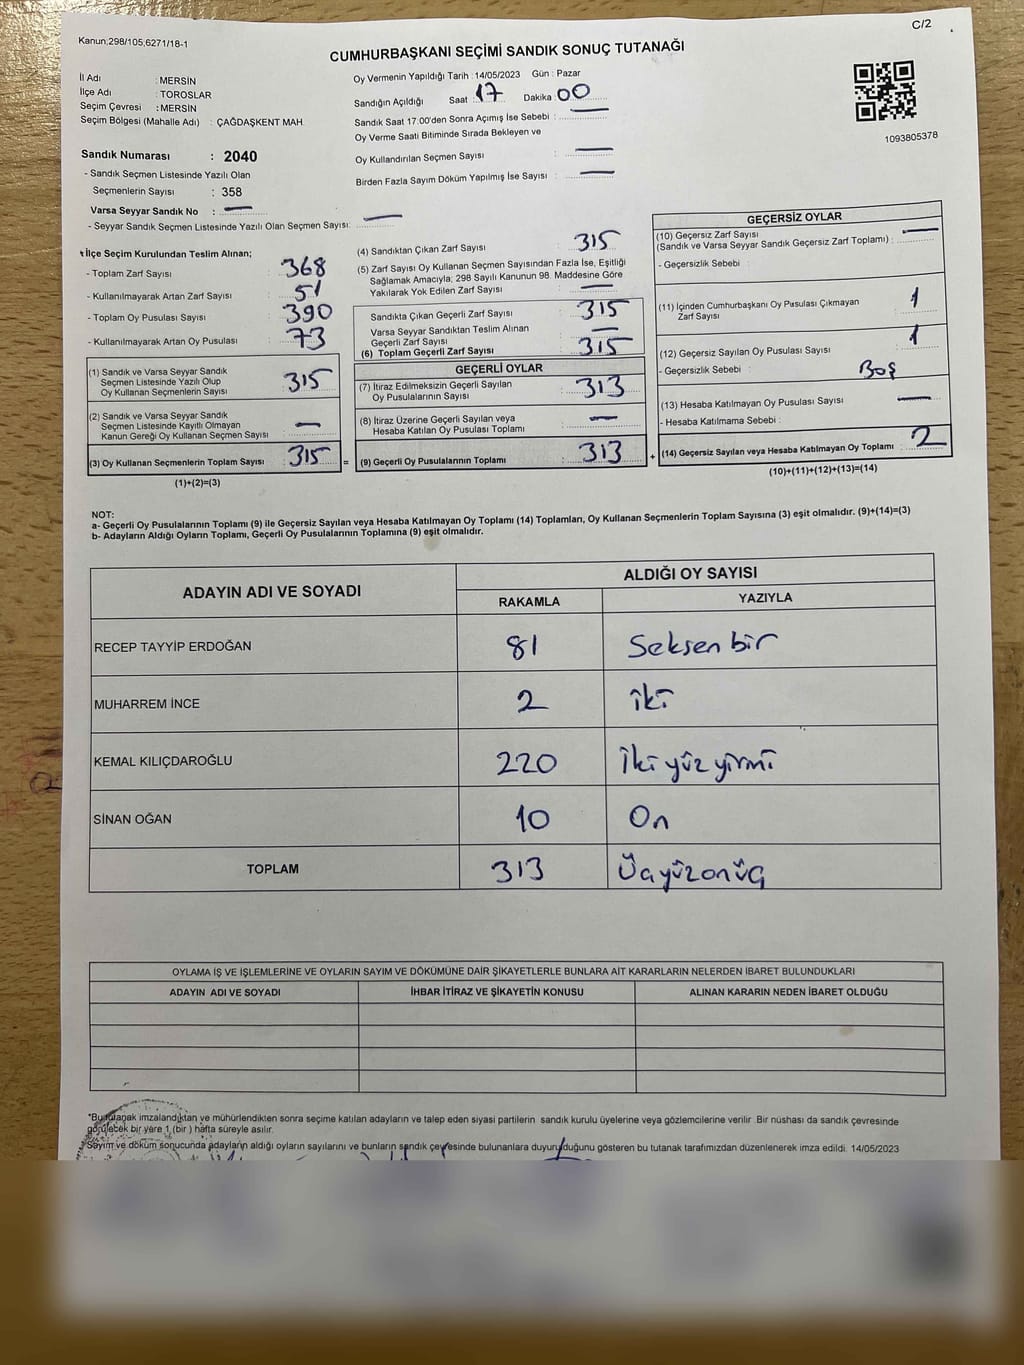 C/2
Kanun;298/105;6271/18-1
CUMHURBAŞKANI SEÇİMİ SANDIK SONUÇ TUTANAĞI
İl Adı : MERSİN
İlçe Adı : TOROSLAR
Seçim Çevresi : MERSİN
Seçim Bölgesi (Mahalle Adı) : ÇAĞDAŞKENT MAH.
Sandık Numarası : 2040
- Sandık Seçmen Listesinde Yazılı Olan
Seçmenlerin Sayısı : 358
Varsa Seyyar Sandık No : —
- Seyyar Sandık Seçmen Listesinde Yazılı Olan Seçmen Sayısı: —
Oy Vermenin Yapıldığı Tarih : 14/05/2023 Gün : Pazar
Sandığın Açıldığı Saat : 17 Dakika : 00
Sandık Saat 17:00'den Sonra Açımış İse Sebebi : —
Oy Verme Saati Bitiminde Sırada Bekleyen ve
Oy Kullandırılan Seçmen Sayısı : —
Birden Fazla Sayım Döküm Yapılmış İse Sayısı : —
1093805378
İlçe Seçim Kurulundan Teslim Alınan;
- Toplam Zarf Sayısı : 368
- Kullanılmayarak Artan Zarf Sayısı : 51
- Toplam Oy Pusulası Sayısı : 390
- Kullanılmayarak Artan Oy Pusulası : 73
(1) Sandık ve Varsa Seyyar Sandık
Seçmen Listesinde Yazılı Olup
Oy Kullanan Seçmenlerin Sayısı : 315
(2) Sandık ve Varsa Seyyar Sandık
Seçmen Listesinde Kayıtlı Olmayan
Kanun Gereği Oy Kullanan Seçmen Sayısı : —
(3) Oy Kullanan Seçmenlerin Toplam Sayısı : 315 =
(1)+(2)=(3)
(4) Sandıktan Çıkan Zarf Sayısı : 315
(5) Zarf Sayısı Oy Kullanan Seçmen Sayısından Fazla İse, Eşitliği
Sağlamak Amacıyla; 298 Sayılı Kanunun 98. Maddesine Göre
Yakılarak Yok Edilen Zarf Sayısı : —
Sandıkta Çıkan Geçerli Zarf Sayısı : 315
Varsa Seyyar Sandıktan Teslim Alınan
Geçerli Zarf Sayısı : —
(6) Toplam Geçerli Zarf Sayısı : 315
GEÇERLİ OYLAR
(7) İtiraz Edilmeksizin Geçerli Sayılan
Oy Pusulalarının Sayısı : 313
(8) İtiraz Üzerine Geçerli Sayılan veya
Hesaba Katılan Oy Pusulası Toplamı : —
(9) Geçerli Oy Pusulalarının Toplamı : 313 +
GEÇERSİZ OYLAR
(10) Geçersiz Zarf Sayısı : —
(Sandık ve Varsa Seyyar Sandık Geçersiz Zarf Toplamı) :
- Geçersizlik Sebebi :
(11) İçinden Cumhurbaşkanı Oy Pusulası Çıkmayan
Zarf Sayısı : 1
(12) Geçersiz Sayılan Oy Pusulası Sayısı : 1
- Geçersizlik Sebebi : Boş
(13) Hesaba Katılmayan Oy Pusulası Sayısı : —
- Hesaba Katılmama Sebebi :
(14) Geçersiz Sayılan veya Hesaba Katılmayan Oy Toplamı : 2
(10)+(11)+(12)+(13)=(14)
NOT:
a- Geçerli Oy Pusulalarının Toplamı (9) ile Geçersiz Sayılan veya Hesaba Katılmayan Oy Toplamı (14) Toplamları, Oy Kullanan Seçmenlerin Toplam Sayısına (3) eşit olmalıdır. (9)+(14)=(3)
b- Adayların Aldığı Oyların Toplamı, Geçerli Oy Pusulalarının Toplamına (9) eşit olmalıdır.
ADAYIN ADI VE SOYADI ALDIĞI OY SAYISI
RAKAMLA YAZIYLA
RECEP TAYYİP ERDOĞAN 81 Seksen bir
MUHARREM İNCE 2 iki
KEMAL KILIÇDAROĞLU 220 İki yüz yirmi
SİNAN OĞAN 10 On
TOPLAM 313 Üçyüzonüç
OYLAMA İŞ VE İŞLEMLERİNE VE OYLARIN SAYIM VE DÖKÜMÜNE DAİR ŞİKAYETLERLE BUNLARA AİT KARARLARIN NELERDEN İBARET BULUNDUKLARI
ADAYIN ADI VE SOYADI İHBAR İTİRAZ VE ŞİKAYETİN KONUSU ALINAN KARARIN NEDEN İBARET OLDUĞU
*Bu tutanak imzalandıktan ve mühürlendikten sonra seçime katılan adayların ve talep eden siyasi partilerin sandık kurulu üyelerine veya gözlemcilerine verilir. Bir nüshası da sandık çevresinde
görülecek bir yere 1 (bir ) hafta süreyle asılır.
Sayım ve döküm sonucunda adayların aldığı oyların sayılarını ve bunların sandık çevresinde bulunanlara duyurulduğunu gösteren bu tutanak tarafımızdan düzenlenerek imza edildi. 14/05/2023